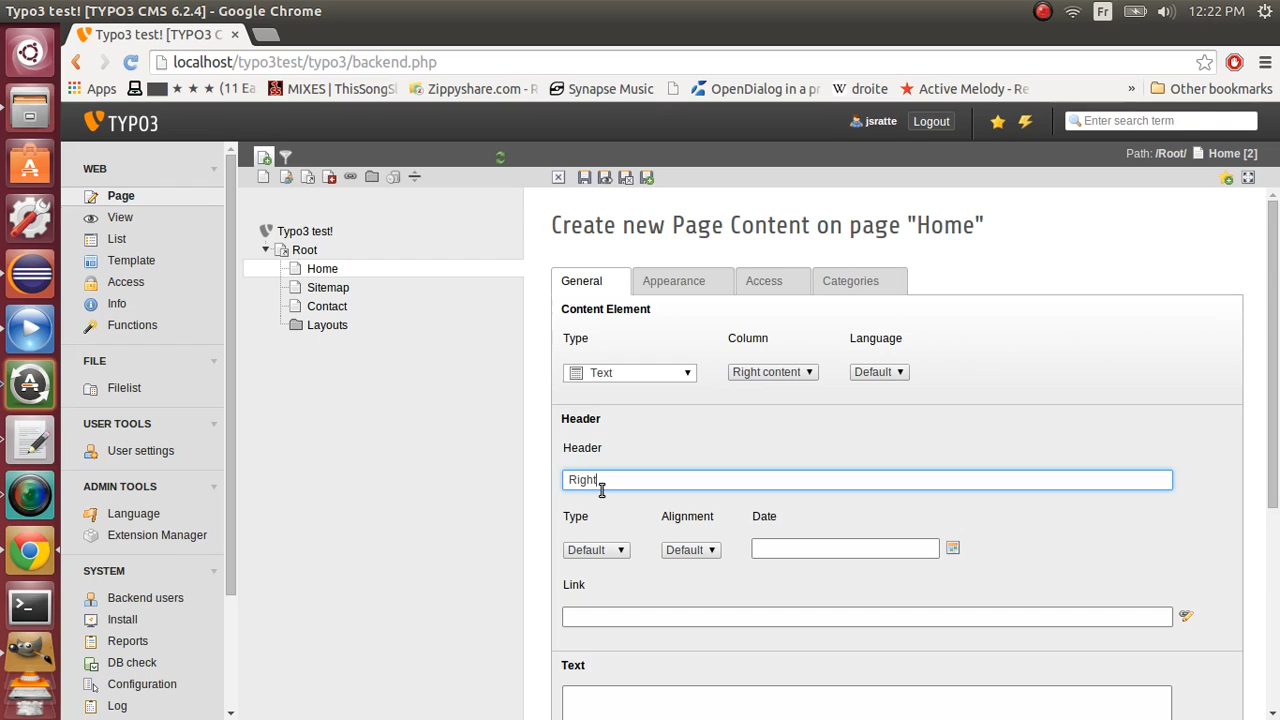 Typo3 test! [TYPO3 CMS 6.2.4] - Google Chrome
Fr
12:22 PM
Typo3 test! [TYPO3 C
localhost/typo3test/typo3/backend.php
Apps
★ ★ ★ (11 Ea
MIXES | ThisSongS
Zippyshare.com - R
Synapse Music
OpenDialog in a p
W droite
Active Melody - Re
»
Other bookmarks
TYPO3
jsratte
Logout
Enter search term
Path: /Root/ Home [2]
WEB
Page
View
List
Template
Access
Info
Functions
FILE
Filelist
USER TOOLS
User settings
ADMIN TOOLS
Language
Extension Manager
SYSTEM
Backend users
Install
Reports
DB check
Configuration
Log
Typo3 test!
Root
Home
Sitemap
Contact
Layouts
Create new Page Content on page "Home"
General Appearance Access Categories
Content Element
Type Column Language
Text Right content Default
Header
Header
Right
Type Alignment Date
Default Default
Link
Text